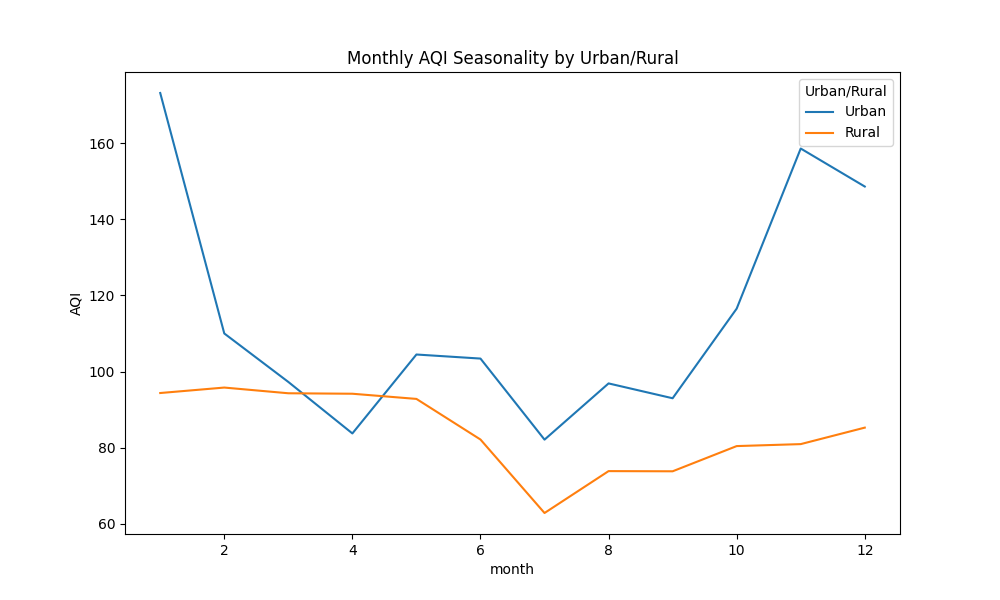 Monthly AQI Seasonality by Urban/Rural
Urban/Rural
Urban
Rural
160
140
120
100
80
60
AQI
2 4 6 8 10 12
month